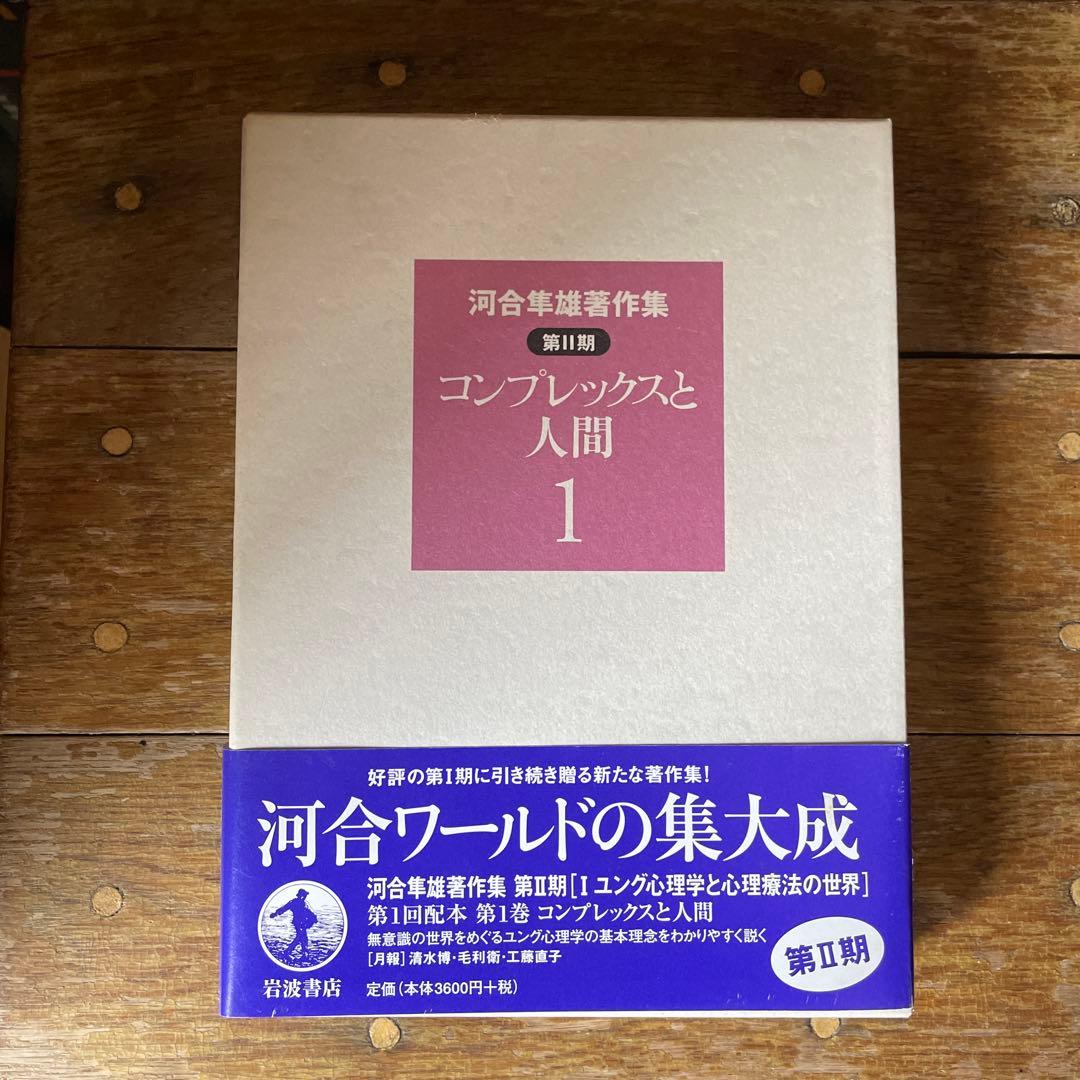 河合隼雄著作集
第II期
コンプレックスと
人間
1
好評の第Ⅰ期に引き続き贈る新たな著作集!
河合ワールドの集大成
河合隼雄著作集 第Ⅱ期[Ⅰ ユング心理学と心理療法の世界]
第1回配本 第1巻 コンプレックスと人間
無意識の世界をめぐるユング心理学の基本理念をわかりやすく説く
[月報]清水博・毛利衛・工藤直子
岩波書店
定価(本体3600円+税)
第Ⅱ期